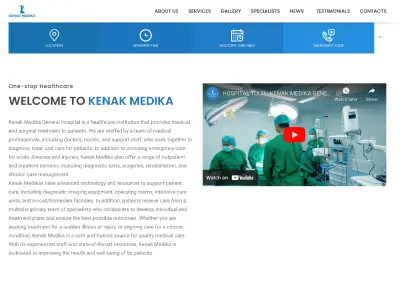 KENAK MEDIKA
ABOUT US SERVICES GALLERY SPECIALISTS NEWS TESTIMONIALS CONTACTS
LOCATIONS WORKING TIME DOCTORS TIMETABLE EMERGENCY CASE
One-stop Healthcare
WELCOME TO KENAK MEDIKA
Kenak Medika General Hospital is a healthcare institution that provides medical
and surgical treatment to patients. We are staffed by a team of medical
professionals, including doctors, nurses, and support staff, who work together to
diagnose, treat, and care for patients. In addition to providing emergency care
for acute illnesses and injuries, Kenak Medika also offer a range of outpatient
and inpatient services, including diagnostic tests, surgeries, rehabilitation, and
chronic care management.
Kenak Medikas have advanced technology and resources to support patient
care, including diagnostic imaging equipment, operating rooms, intensive care
units, and on-call/homecare facilities. In addition, patients receive care from a
multidisciplinary team of specialists who collaborate to develop individualized
treatment plans and ensure the best possible outcomes. Whether you are
seeking treatment for a sudden illness or injury, or ongoing care for a chronic
condition, Kenak Medika is a safe and trusted source for quality medical care.
With its experienced staff and state-of-the-art resources, Kenak Medika is
dedicated to improving the health and well-being of its patients
HOSPITAL TOUR - KENAK MEDIKA GENE...
Watch later Share
Watch on YouTube